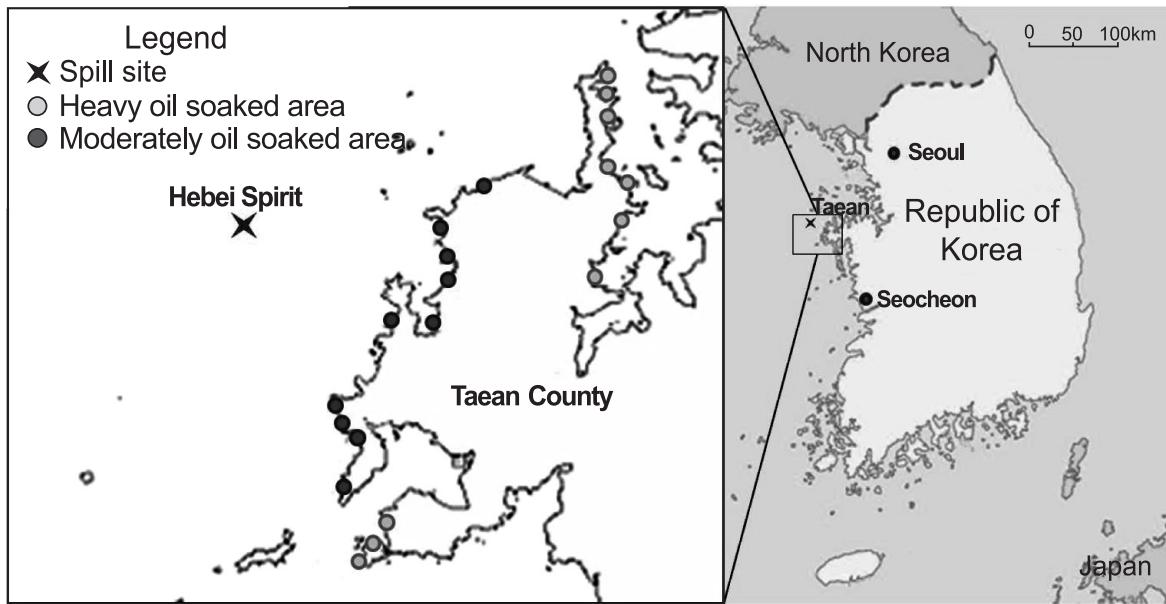 Legend
Spill site
Heavy oil soaked area
Moderately oil soaked area
Hebei Spirit
Taean County
0 50 100km
North Korea
Seoul
Taean
Republic of
Korea
Seocheon
Japan